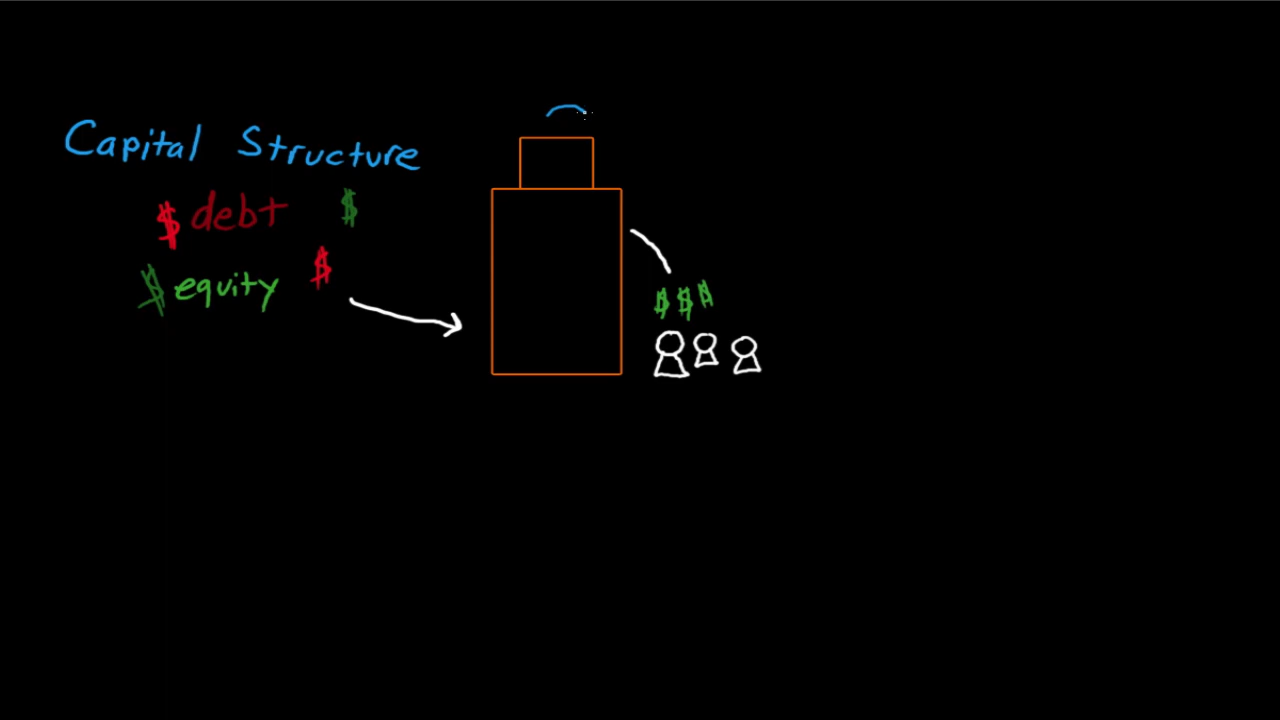 Capital Structure
$ debt $
$ equity $
$$$